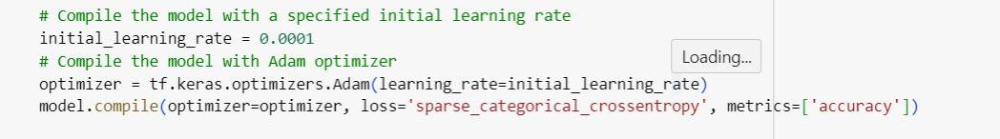 # Compile the model with a specified initial learning rate
initial_learning_rate = 0.0001
# Compile the model with Adam optimizer
Loading...
optimizer = tf.keras.optimizers.Adam(learning_rate=initial_learning_rate)
model.compile(optimizer=optimizer, loss='sparse_categorical_crossentropy', metrics=['accuracy'])